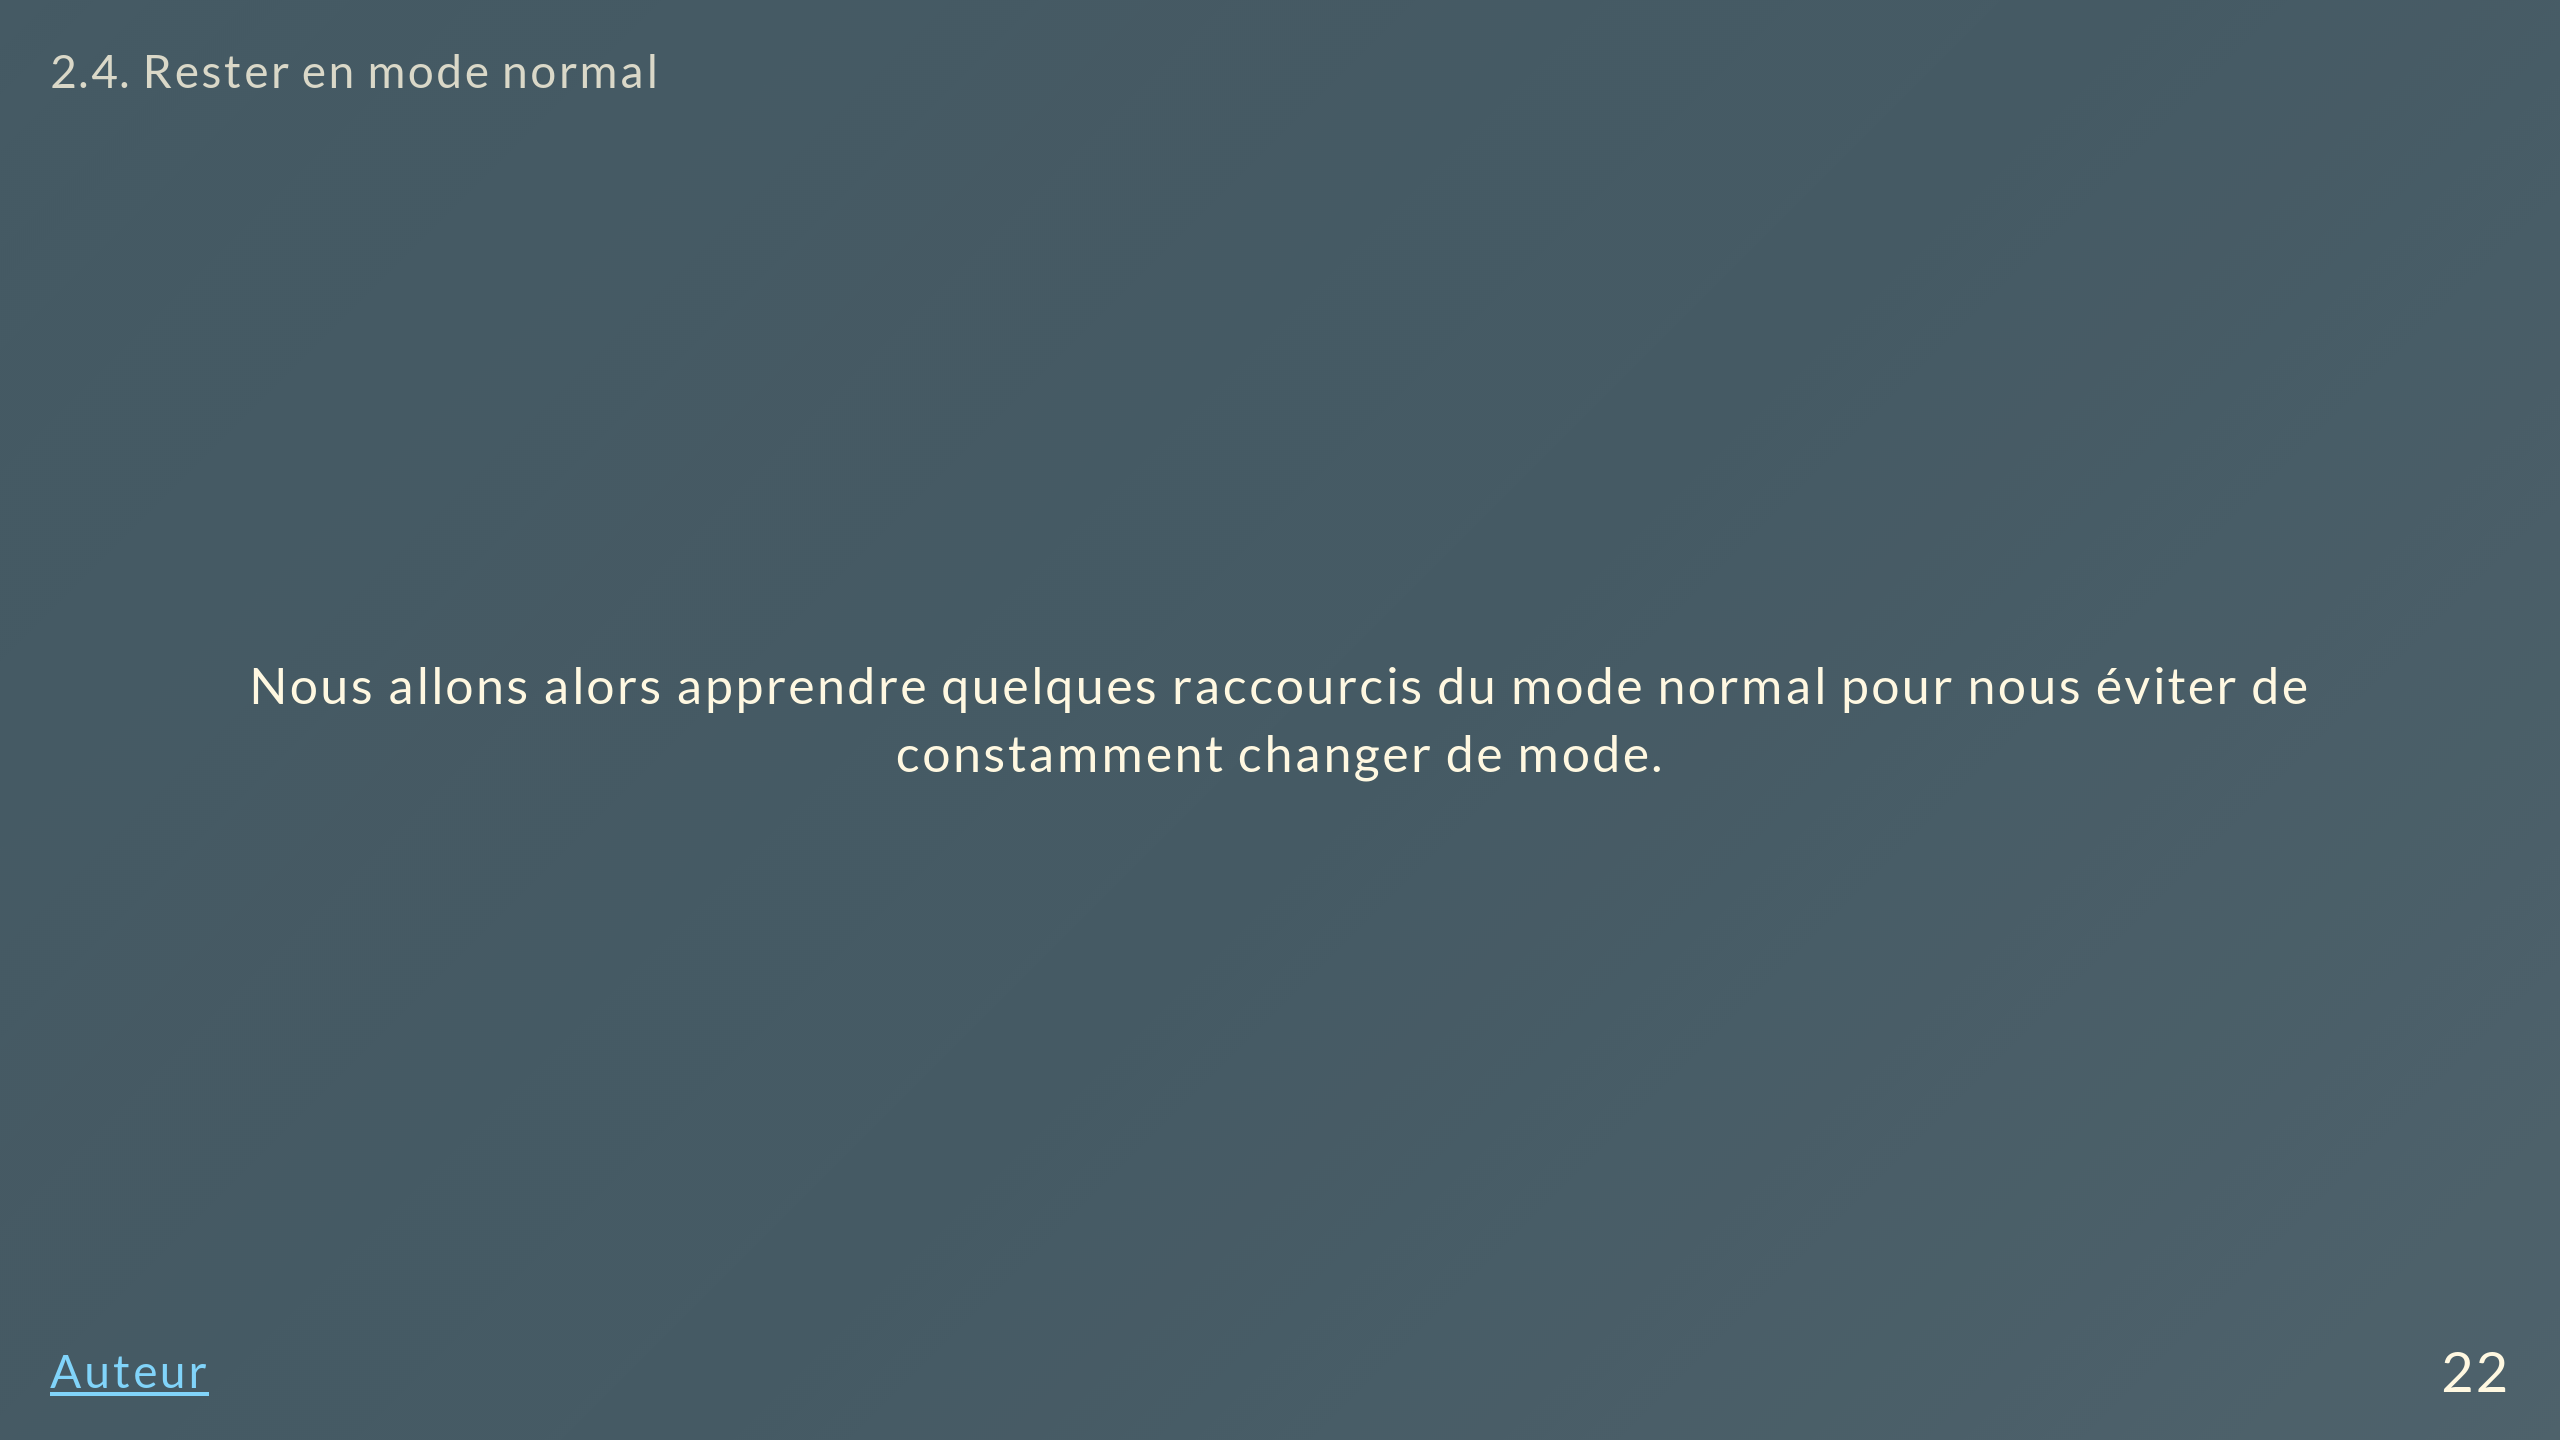 2.4. Rester en mode normal
Nous allons alors apprendre quelques raccourcis du mode normal pour nous éviter de
constamment changer de mode.
Auteur
22